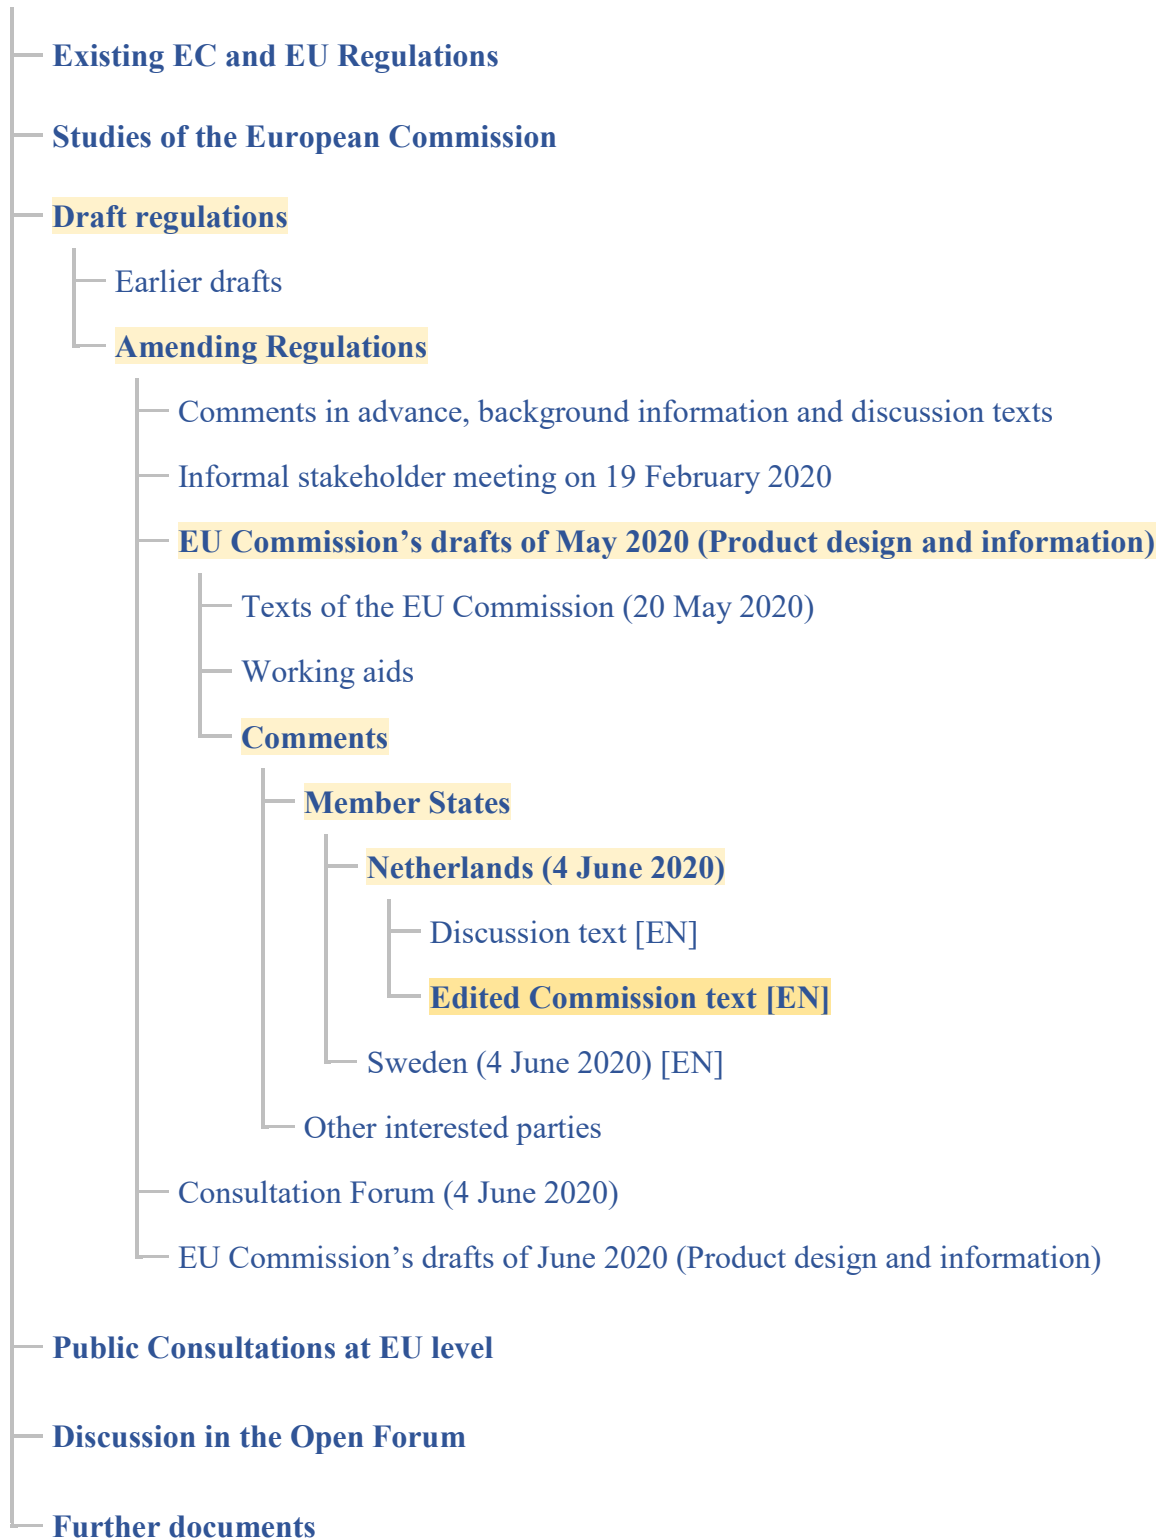 Existing EC and EU Regulations
Studies of the European Commission
Draft regulations
Earlier drafts
Amending Regulations
Comments in advance, background information and discussion texts
Informal stakeholder meeting on 19 February 2020
EU Commission’s drafts of May 2020 (Product design and information)
Texts of the EU Commission (20 May 2020)
Working aids
Comments
Member States
Netherlands (4 June 2020)
Discussion text [EN]
Edited Commission text [EN]
Sweden (4 June 2020) [EN]
Other interested parties
Consultation Forum (4 June 2020)
EU Commission’s drafts of June 2020 (Product design and information)
Public Consultations at EU level
Discussion in the Open Forum
Further documents